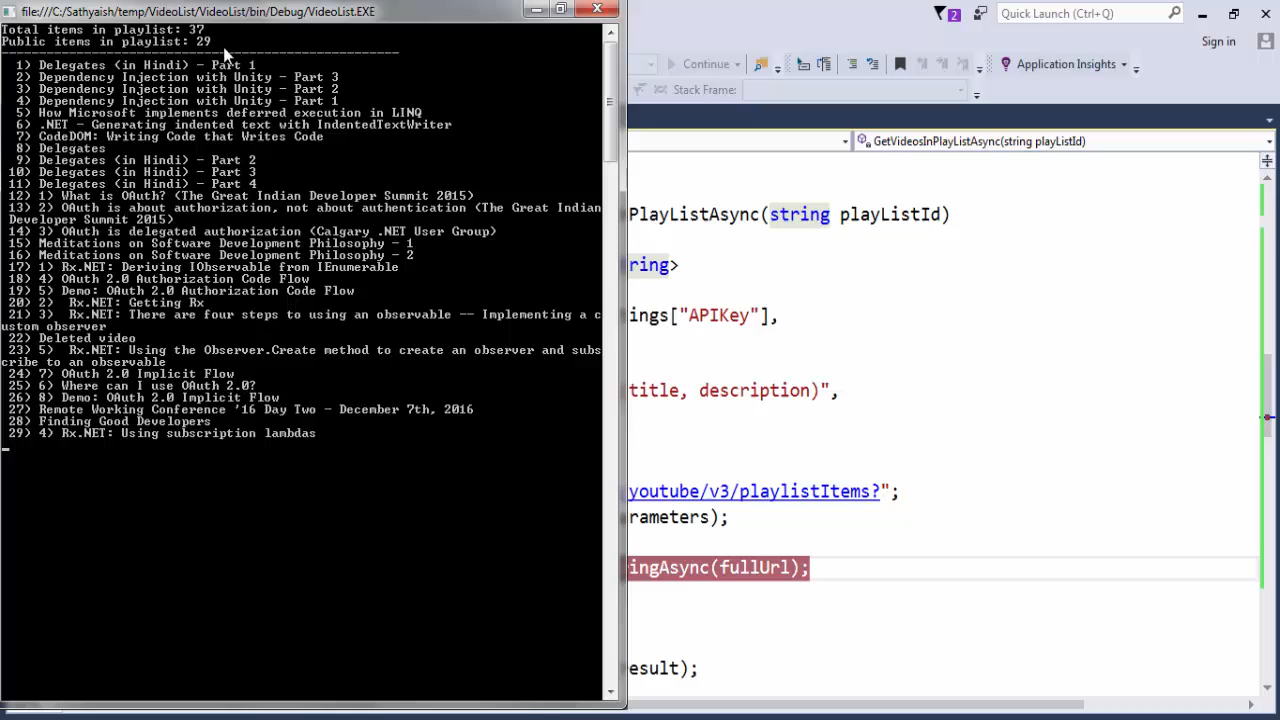 file:///C:/Sathyaish/temp/VideoList/VideoList/bin/Debug/VideoList.EXE
Total items in playlist: 37
Public items in playlist: 29
-----------------------------------------------------
1) Delegates (in Hindi) - Part 1
2) Dependency Injection with Unity - Part 3
3) Dependency Injection with Unity - Part 2
4) Dependency Injection with Unity - Part 1
5) How Microsoft implements deferred execution in LINQ
6) .NET - Generating indented text with IndentedTextWriter
7) CodeDOM: Writing Code that Writes Code
8) Delegates
9) Delegates (in Hindi) - Part 2
10) Delegates (in Hindi) - Part 3
11) Delegates (in Hindi) - Part 4
12) 1) What is OAuth? (The Great Indian Developer Summit 2015)
13) 2) OAuth is about authorization, not about authentication (The Great Indian
Developer Summit 2015)
14) 3) OAuth is delegated authorization (Calgary .NET User Group)
15) Meditations on Software Development Philosophy - 1
16) Meditations on Software Development Philosophy - 2
17) 1) Rx.NET: Deriving IObservable from IEnumerable
18) 4) OAuth 2.0 Authorization Code Flow
19) 5) Demo: OAuth 2.0 Authorization Code Flow
20) 2)  Rx.NET: Getting Rx
21) 3)  Rx.NET: There are four steps to using an observable -- Implementing a c
ustom observer
22) Deleted video
23) 5)  Rx.NET: Using the Observer.Create method to create an observer and subs
cribe to an observable
24) 7) OAuth 2.0 Implicit Flow
25) 6) Where can I use OAuth 2.0?
26) 8) Demo: OAuth 2.0 Implicit Flow
27) Remote Working Conference '16 Day Two - December 7th, 2016
28) Finding Good Developers
29) 4) Rx.NET: Using subscription lambdas
2
Quick Launch (Ctrl+Q)
Sign in
Continue
Application Insights
Stack Frame:
GetVideosInPlayListAsync(string playListId)
PlayListAsync(string playListId)
ring>
ings["APIKey"],
title, description)",
youtube/v3/playlistItems?";
rameters);
ingAsync(fullUrl);
esult);